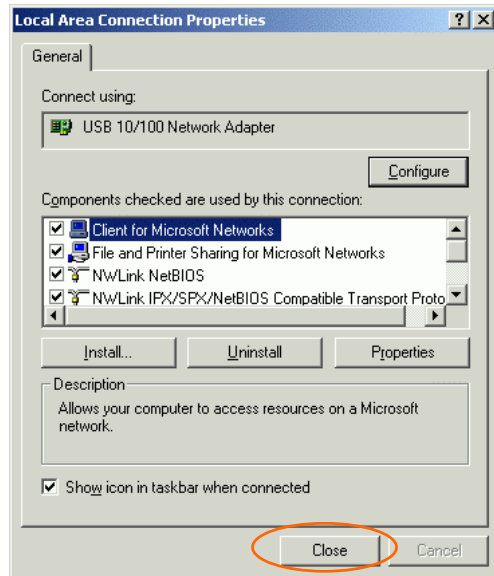 Local Area Connection Properties
General
Connect using:
USB 10/100 Network Adapter
Configure
Components checked are used by this connection:
Client for Microsoft Networks
File and Printer Sharing for Microsoft Networks
NWLink NetBIOS
NWLink IPX/SPX/NetBIOS Compatible Transport Proto
Install... Uninstall Properties
Description
Allows your computer to access resources on a Microsoft
network.
Show icon in taskbar when connected
Close Cancel